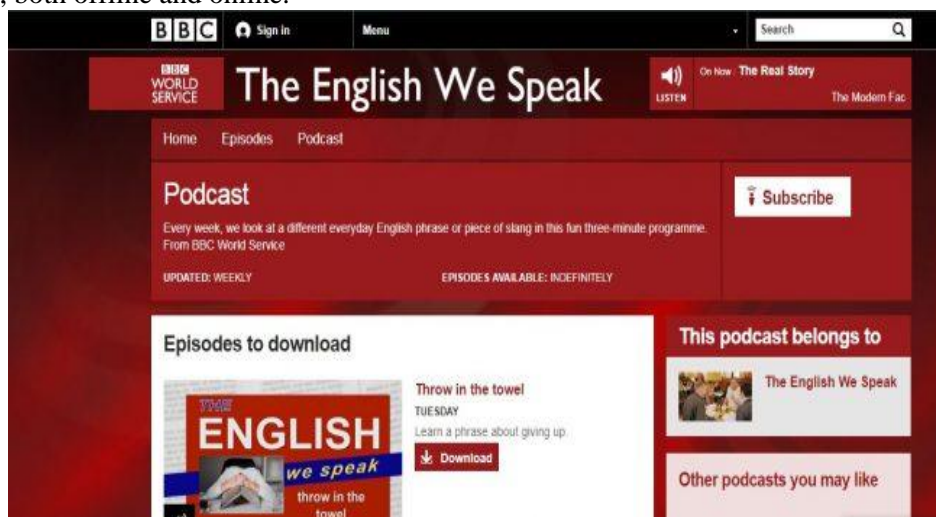 , both offline and online.
BBC Sign in Menu Search
BBC
WORLD
SERVICE
The English We Speak
LISTEN
On Now : The Real Story
The Modern Fac
Home Episodes Podcast
Podcast
Subscribe
Every week, we look at a different everyday English phrase or piece of slang in this fun three-minute programme.
From BBC World Service
UPDATED: WEEKLY EPISODES AVAILABLE: INDEFINITELY
Episodes to download
THE
ENGLISH
we speak
throw in the
towel
Throw in the towel
TUESDAY
Learn a phrase about giving up.
Download
This podcast belongs to
The English We Speak
Other podcasts you may like